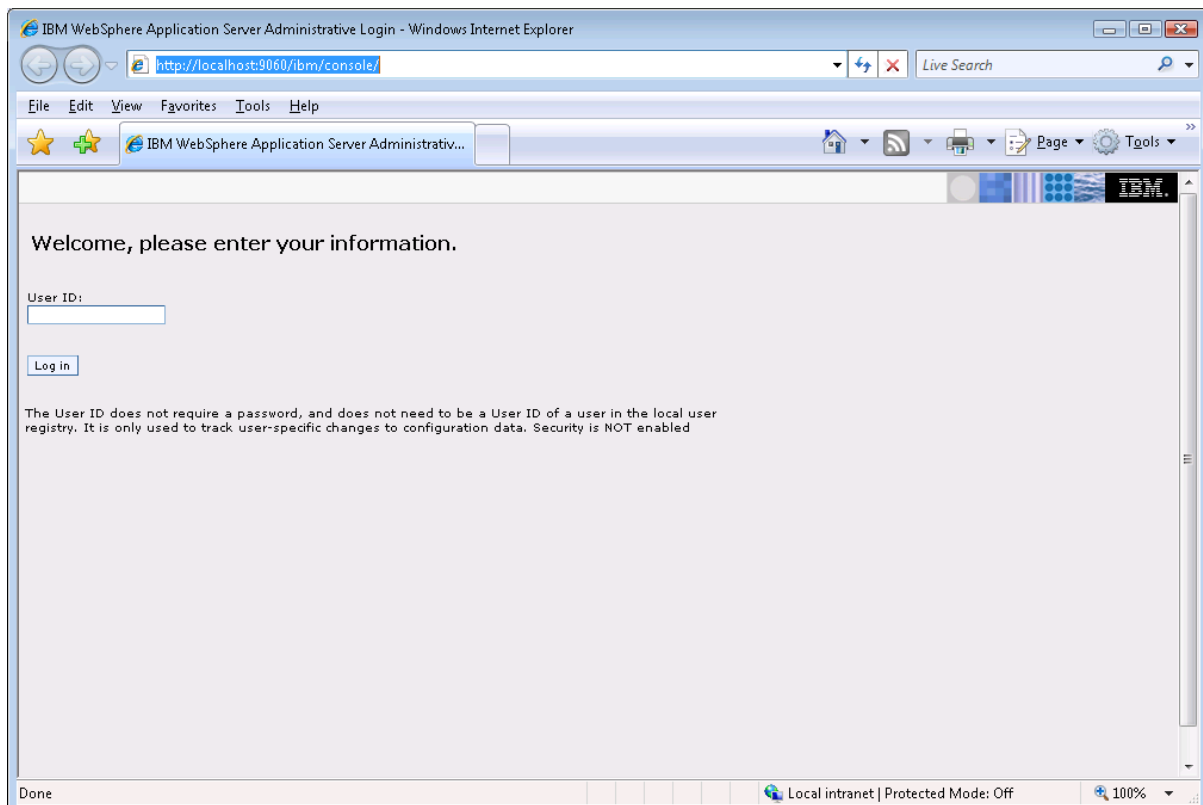 IBM WebSphere Application Server Administrative Login - Windows Internet Explorer
http://localhost:9060/ibm/console/
Live Search
File Edit View Favorites Tools Help
IBM WebSphere Application Server Administrativ...
Page Tools
IBM.
Welcome, please enter your information.
User ID:
Log in
The User ID does not require a password, and does not need to be a User ID of a user in the local user
registry. It is only used to track user-specific changes to configuration data. Security is NOT enabled
Done
Local intranet | Protected Mode: Off
100%